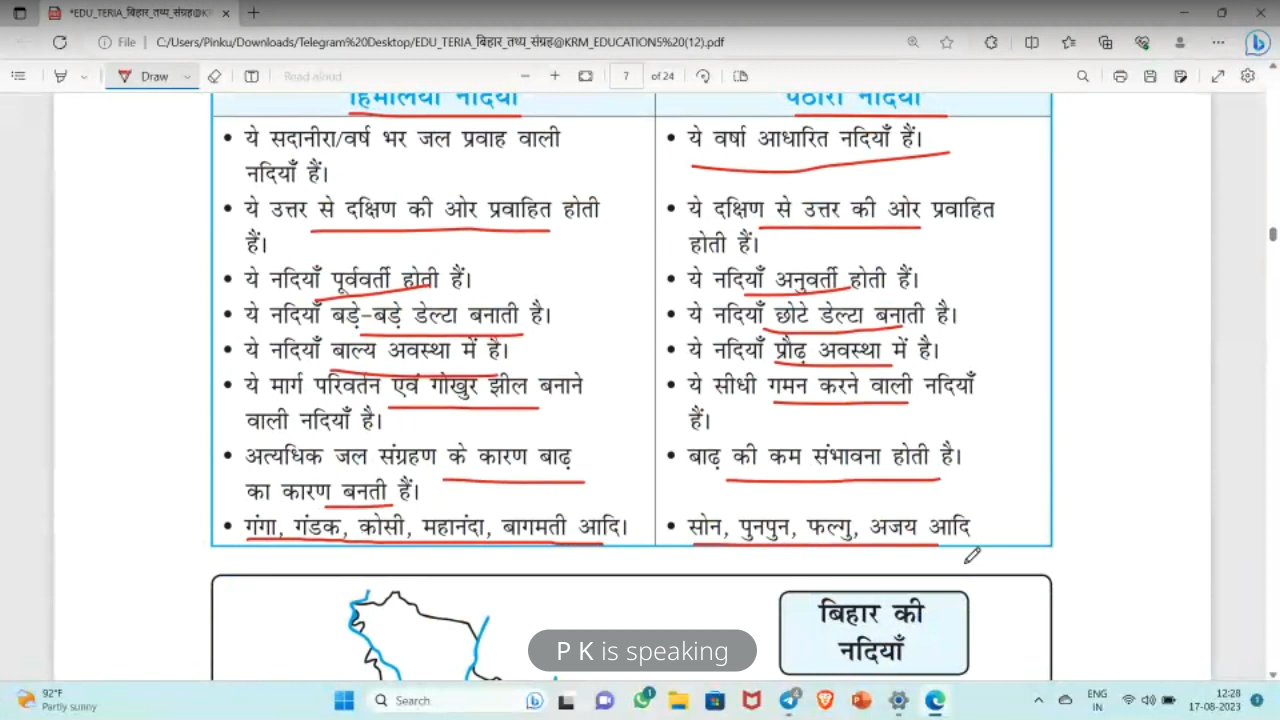 *EDU_TERIA_बिहार_तथ्य_संग्रह@KR
File C:/Users/Pinku/Downloads/Telegram%20Desktop/EDU_TERIA_बिहार_तथ्य_संग्रह@KRM_EDUCATION5%20(12).pdf
Draw Read aloud 7 of 24
हिमालयी नदियाँ पठारी नदियाँ
• ये सदानीरा/वर्ष भर जल प्रवाह वाली
नदियाँ हैं।
• ये वर्षा आधारित नदियाँ हैं।
• ये उत्तर से दक्षिण की ओर प्रवाहित होती
हैं।
• ये दक्षिण से उत्तर की ओर प्रवाहित
होती हैं।
• ये नदियाँ पूर्ववर्ती होती हैं।
• ये नदियाँ अनुवर्ती होती हैं।
• ये नदियाँ बड़े-बड़े डेल्टा बनाती है।
• ये नदियाँ छोटे डेल्टा बनाती है।
• ये नदियाँ बाल्य अवस्था में है।
• ये नदियाँ प्रौढ़ अवस्था में है।
• ये मार्ग परिवर्तन एवं गोखुर झील बनाने
वाली नदियाँ है।
• ये सीधी गमन करने वाली नदियाँ
हैं।
• अत्यधिक जल संग्रहण के कारण बाढ़
का कारण बनती हैं।
• बाढ़ की कम संभावना होती है।
• गंगा, गंडक, कोसी, महानंदा, बागमती आदि।
• सोन, पुनपुन, फल्गु, अजय आदि
बिहार की
नदियाँ
P K is speaking
92°F
Partly sunny
Search
1
4
ENG
IN
12:28
17-08-2023
1